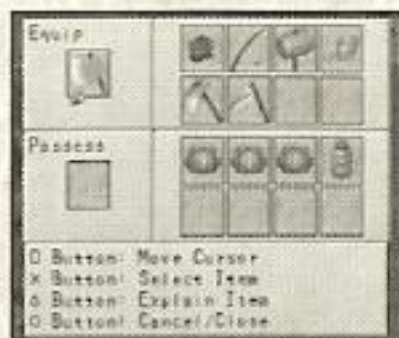 Equip
Possess
D Button: Move Cursor
× Button: Select Item
△ Button: Explain Item
○ Button: Cancel/Close